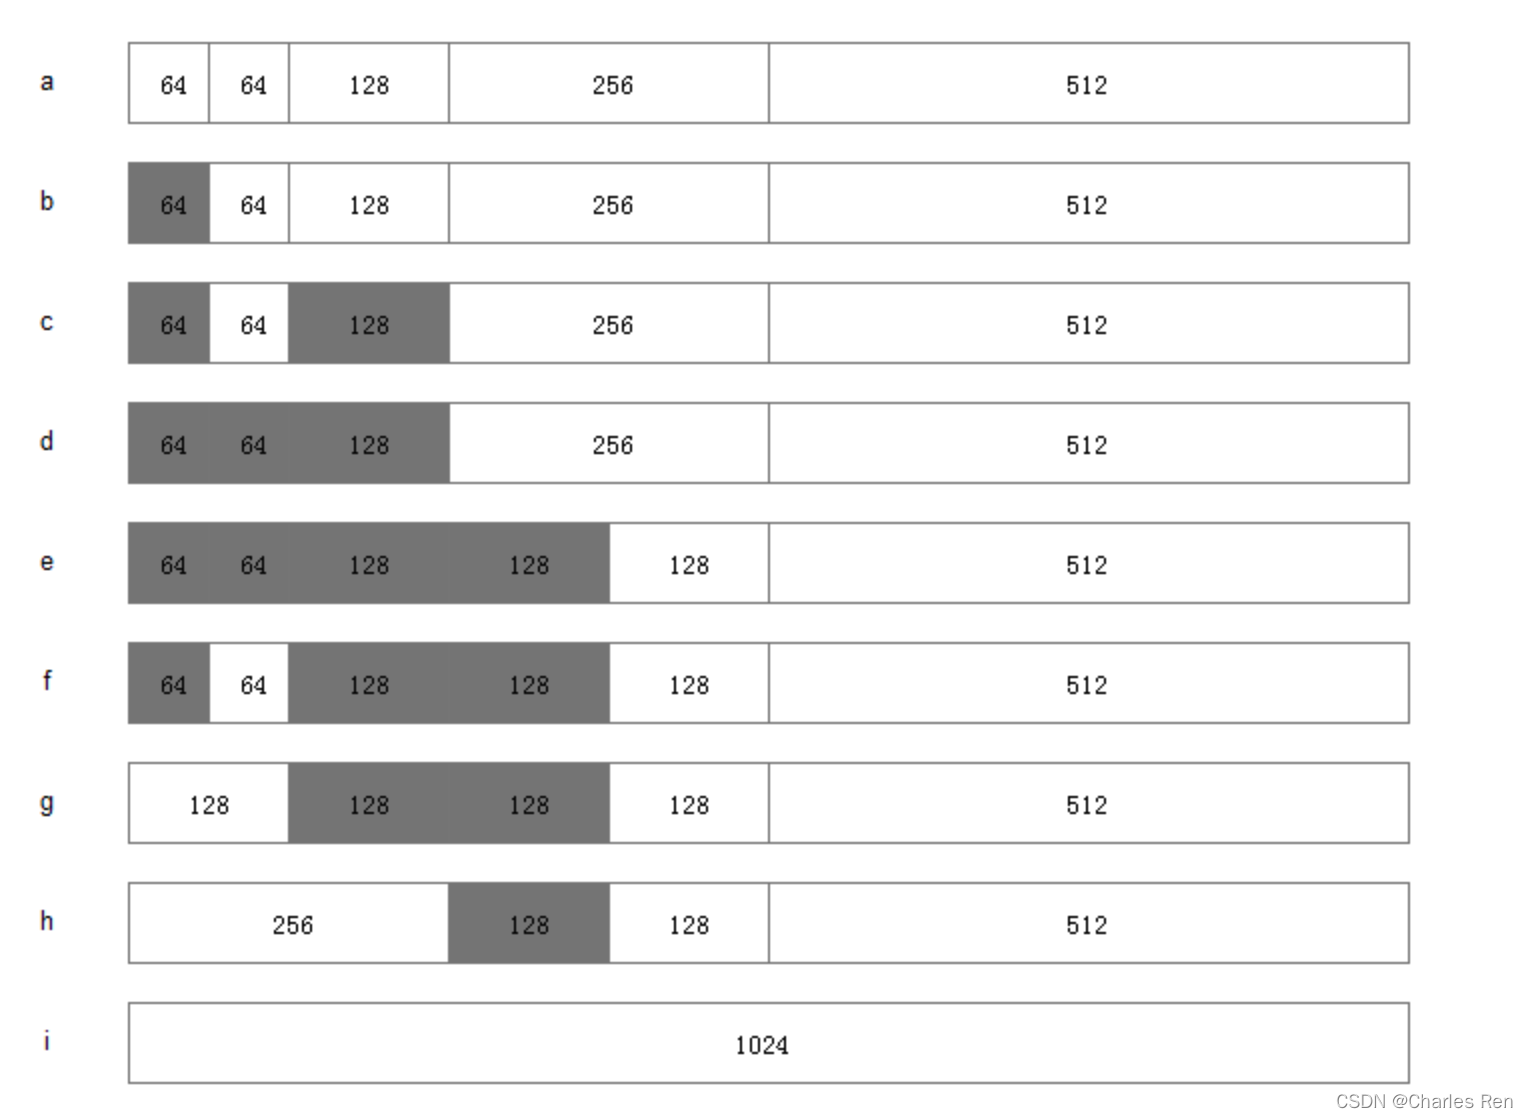 a 64 64 128 256 512
b 64 64 128 256 512
c 64 64 128 256 512
d 64 64 128 256 512
e 64 64 128 128 128 512
f 64 64 128 128 128 512
g 128 128 128 128 512
h 256 128 128 512
i 1024
CSDN @Charles Ren